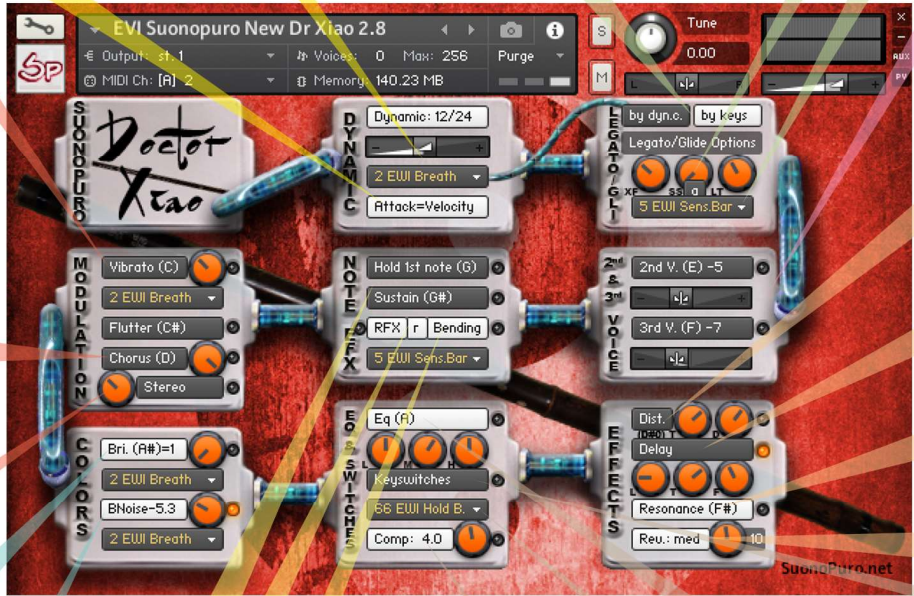 EVI Suonopuro New Dr Xiao 2.8
Output: st. 1
Voices: 0 Max: 256
Purge
MIDI Ch: [A] 2
Memory: 140.23 MB
S
M
Tune
0.00
L R
AUX
PV
Sp
SUONOPURO
Doctor
Xiao
DYNAMIC
Dynamic: 12/24
2 EWI Breath
Attack=Velocity
LEGATO/GLI
by dyn.c. by keys
Legato/Glide Options
XF SS g LT
5 EWI Sens.Bar
MODULATION
Vibrato (C)
2 EWI Breath
Flutter (C#)
Chorus (D)
Stereo
NOTE FFX
Hold 1st note (G)
Sustain (G#)
RFX r Bending
5 EWI Sens.Bar
2nd & 3rd VOICE
2nd V. (E) -5
3rd V. (F) -7
COLORS
Bri. (A#)=1
2 EWI Breath
BNoise-5.3
2 EWI Breath
EQ SWITCHES
Eq (A)
L M H
Keyswitches
66 EWI Hold B.
Comp: 4.0
EFFECTS
Dist.
(D#0) T D
Delay
L T F
Resonance (F#)
Rev.: med 10
SuonoPuro.net